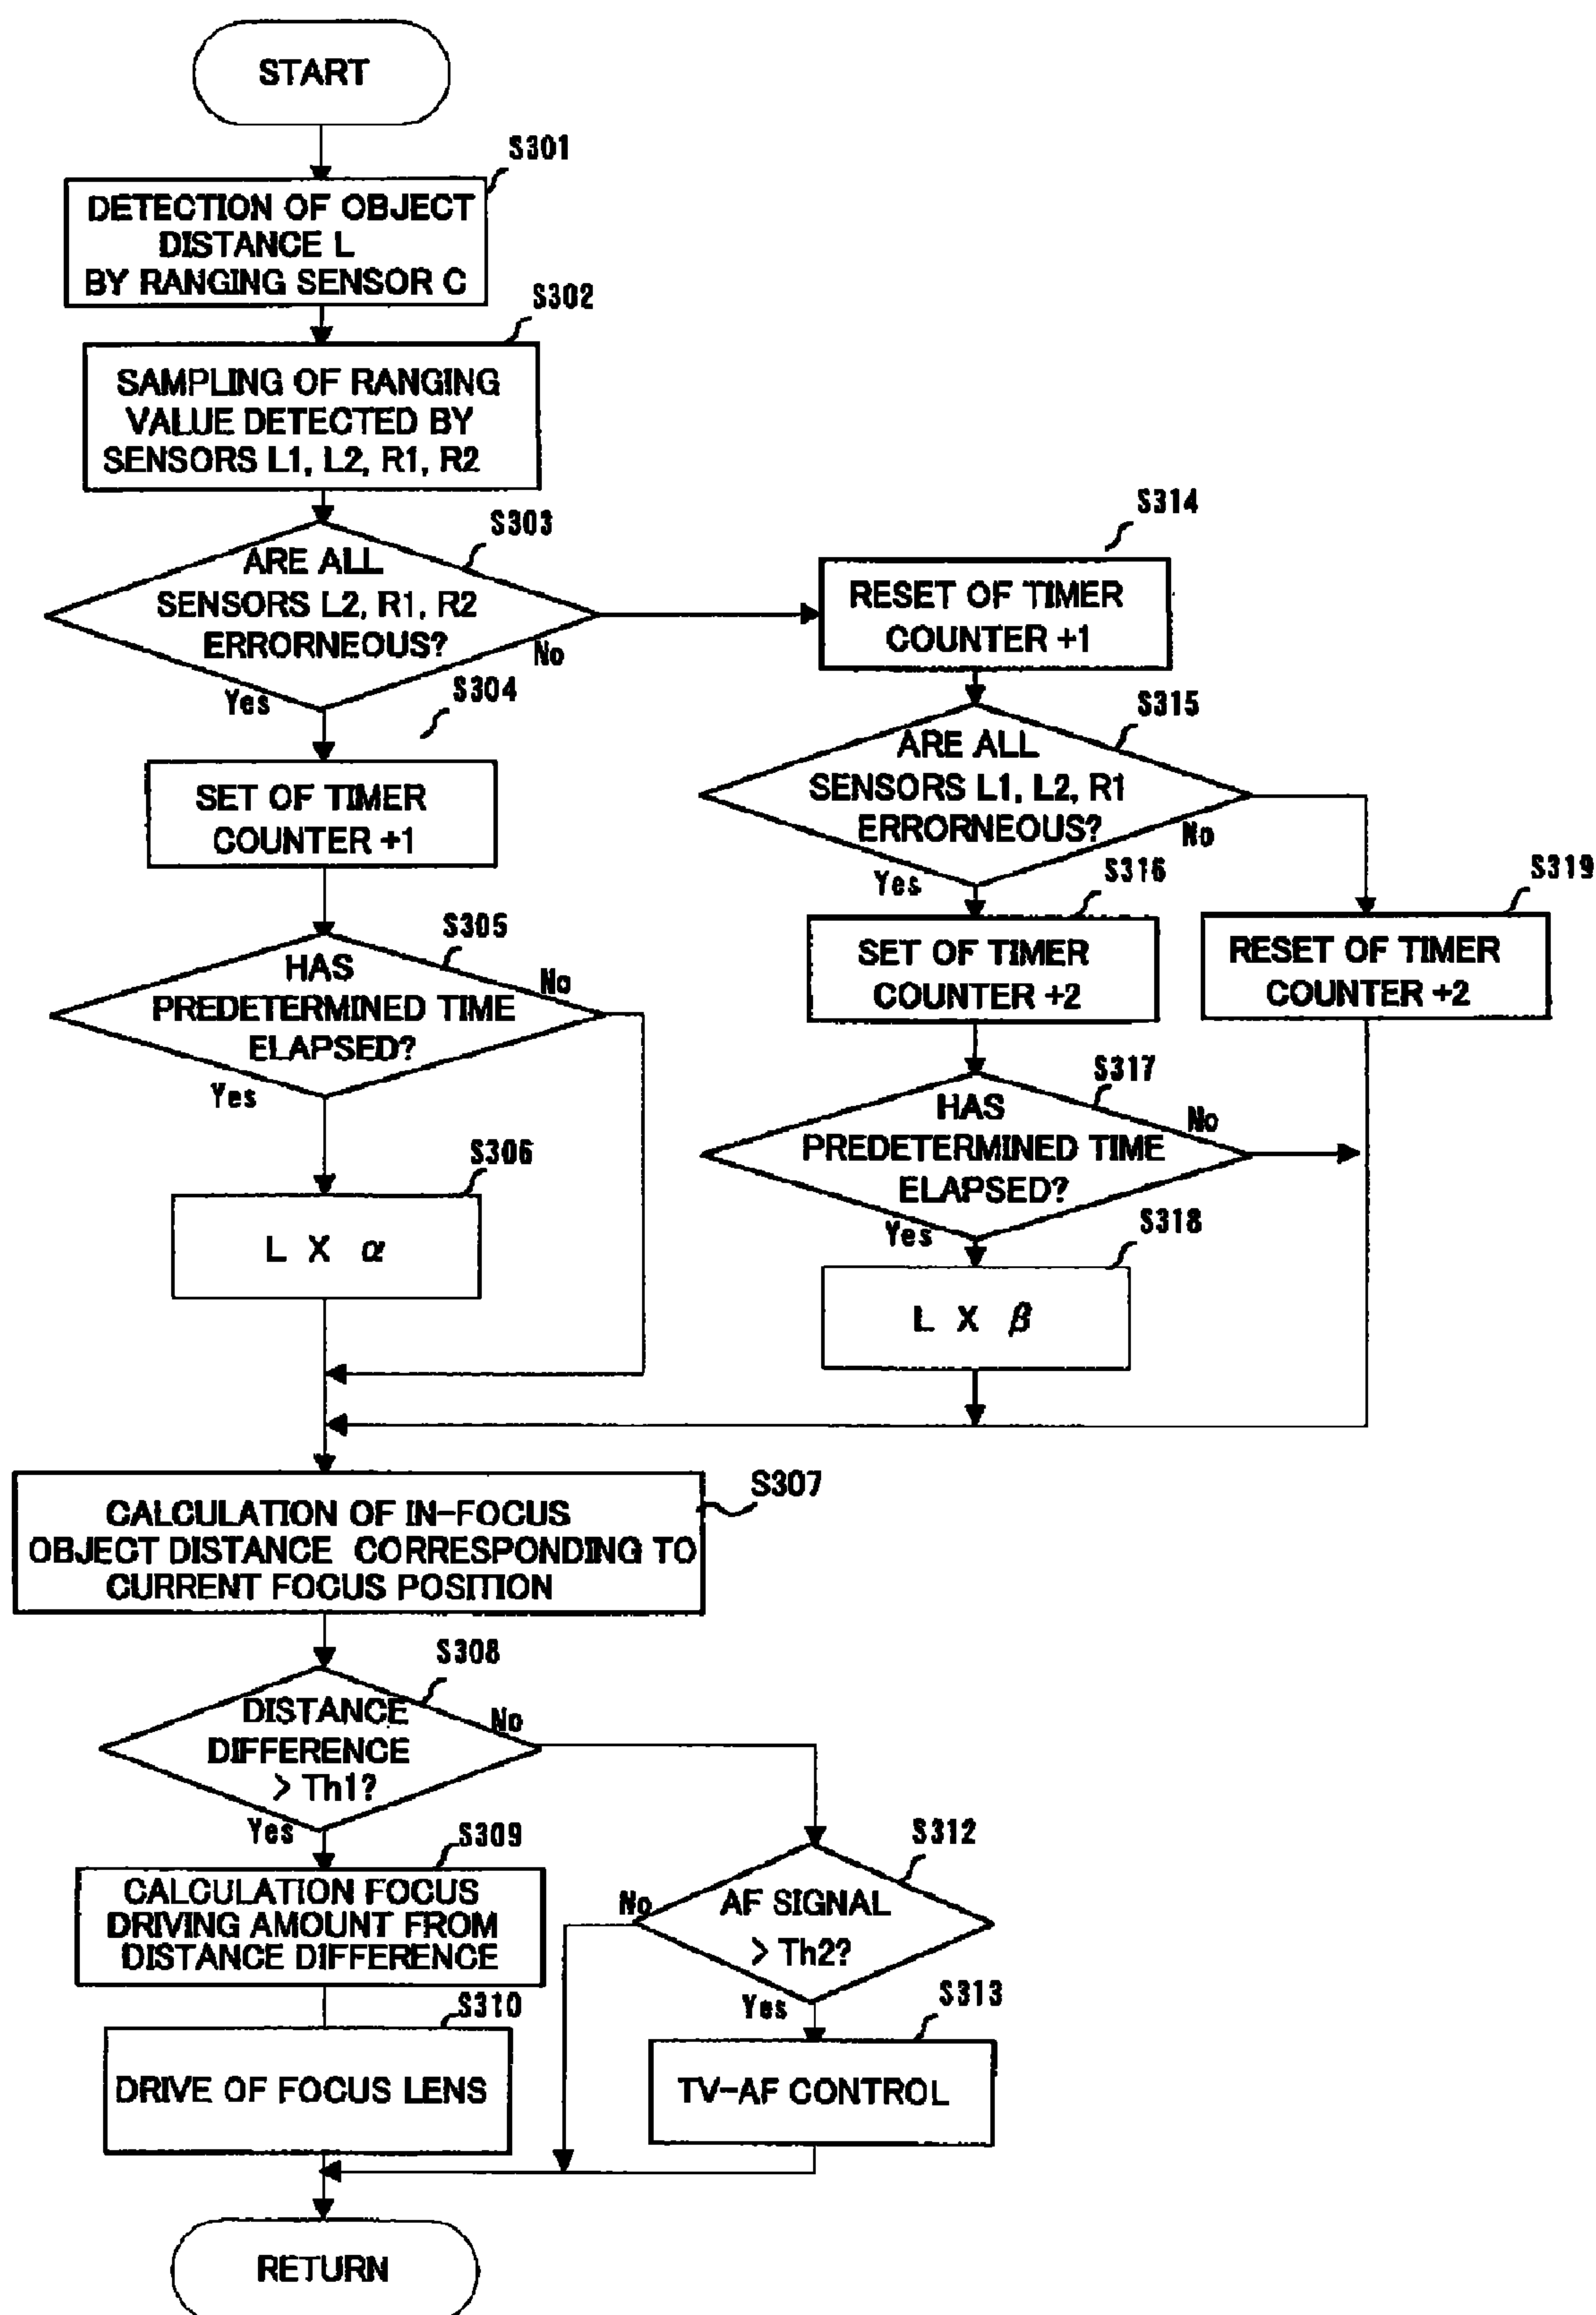 START
S301
DETECTION OF OBJECT
DISTANCE L
BY RANGING SENSOR C
S302
SAMPLING OF RANGING
VALUE DETECTED BY
SENSORS L1, L2, R1, R2
S303
ARE ALL
SENSORS L2, R1, R2
ERRORNEOUS?
No
Yes
S304
SET OF TIMER
COUNTER +1
S305
HAS
PREDETERMINED TIME
ELAPSED?
No
Yes
S306
L X α
S314
RESET OF TIMER
COUNTER +1
S315
ARE ALL
SENSORS L1, L2, R1
ERRORNEOUS?
No
Yes
S316
SET OF TIMER
COUNTER +2
S319
RESET OF TIMER
COUNTER +2
S317
HAS
PREDETERMINED TIME
ELAPSED?
No
Yes
S318
L X β
S307
CALCULATION OF IN-FOCUS
OBJECT DISTANCE CORRESPONDING TO
CURRENT FOCUS POSITION
S308
DISTANCE
DIFFERENCE
> Th1?
No
Yes
S309
CALCULATION FOCUS
DRIVING AMOUNT FROM
DISTANCE DIFFERENCE
S310
DRIVE OF FOCUS LENS
S312
AF SIGNAL
> Th2?
No
Yes
S313
TV-AF CONTROL
RETURN